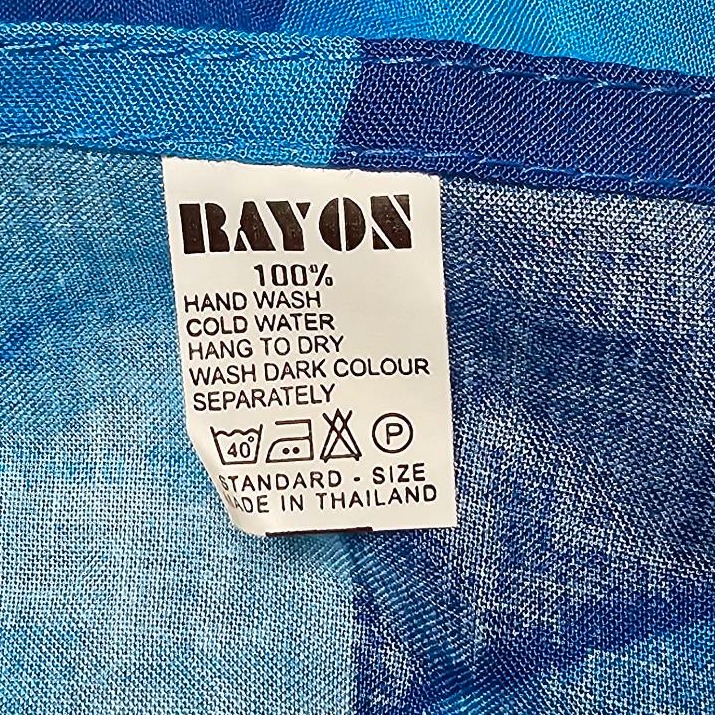 RAYON
100%
HAND WASH
COLD WATER
HANG TO DRY
WASH DARK COLOUR
SEPARATELY
40° P
STANDARD - SIZE
MADE IN THAILAND